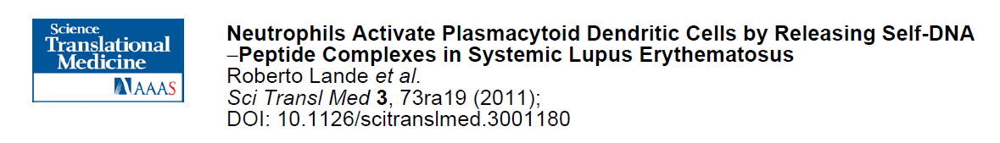 Science
Translational
Medicine
AAAS
Neutrophils Activate Plasmacytoid Dendritic Cells by Releasing Self-DNA
–Peptide Complexes in Systemic Lupus Erythematosus
Roberto Lande et al.
Sci Transl Med 3, 73ra19 (2011);
DOI: 10.1126/scitranslmed.3001180